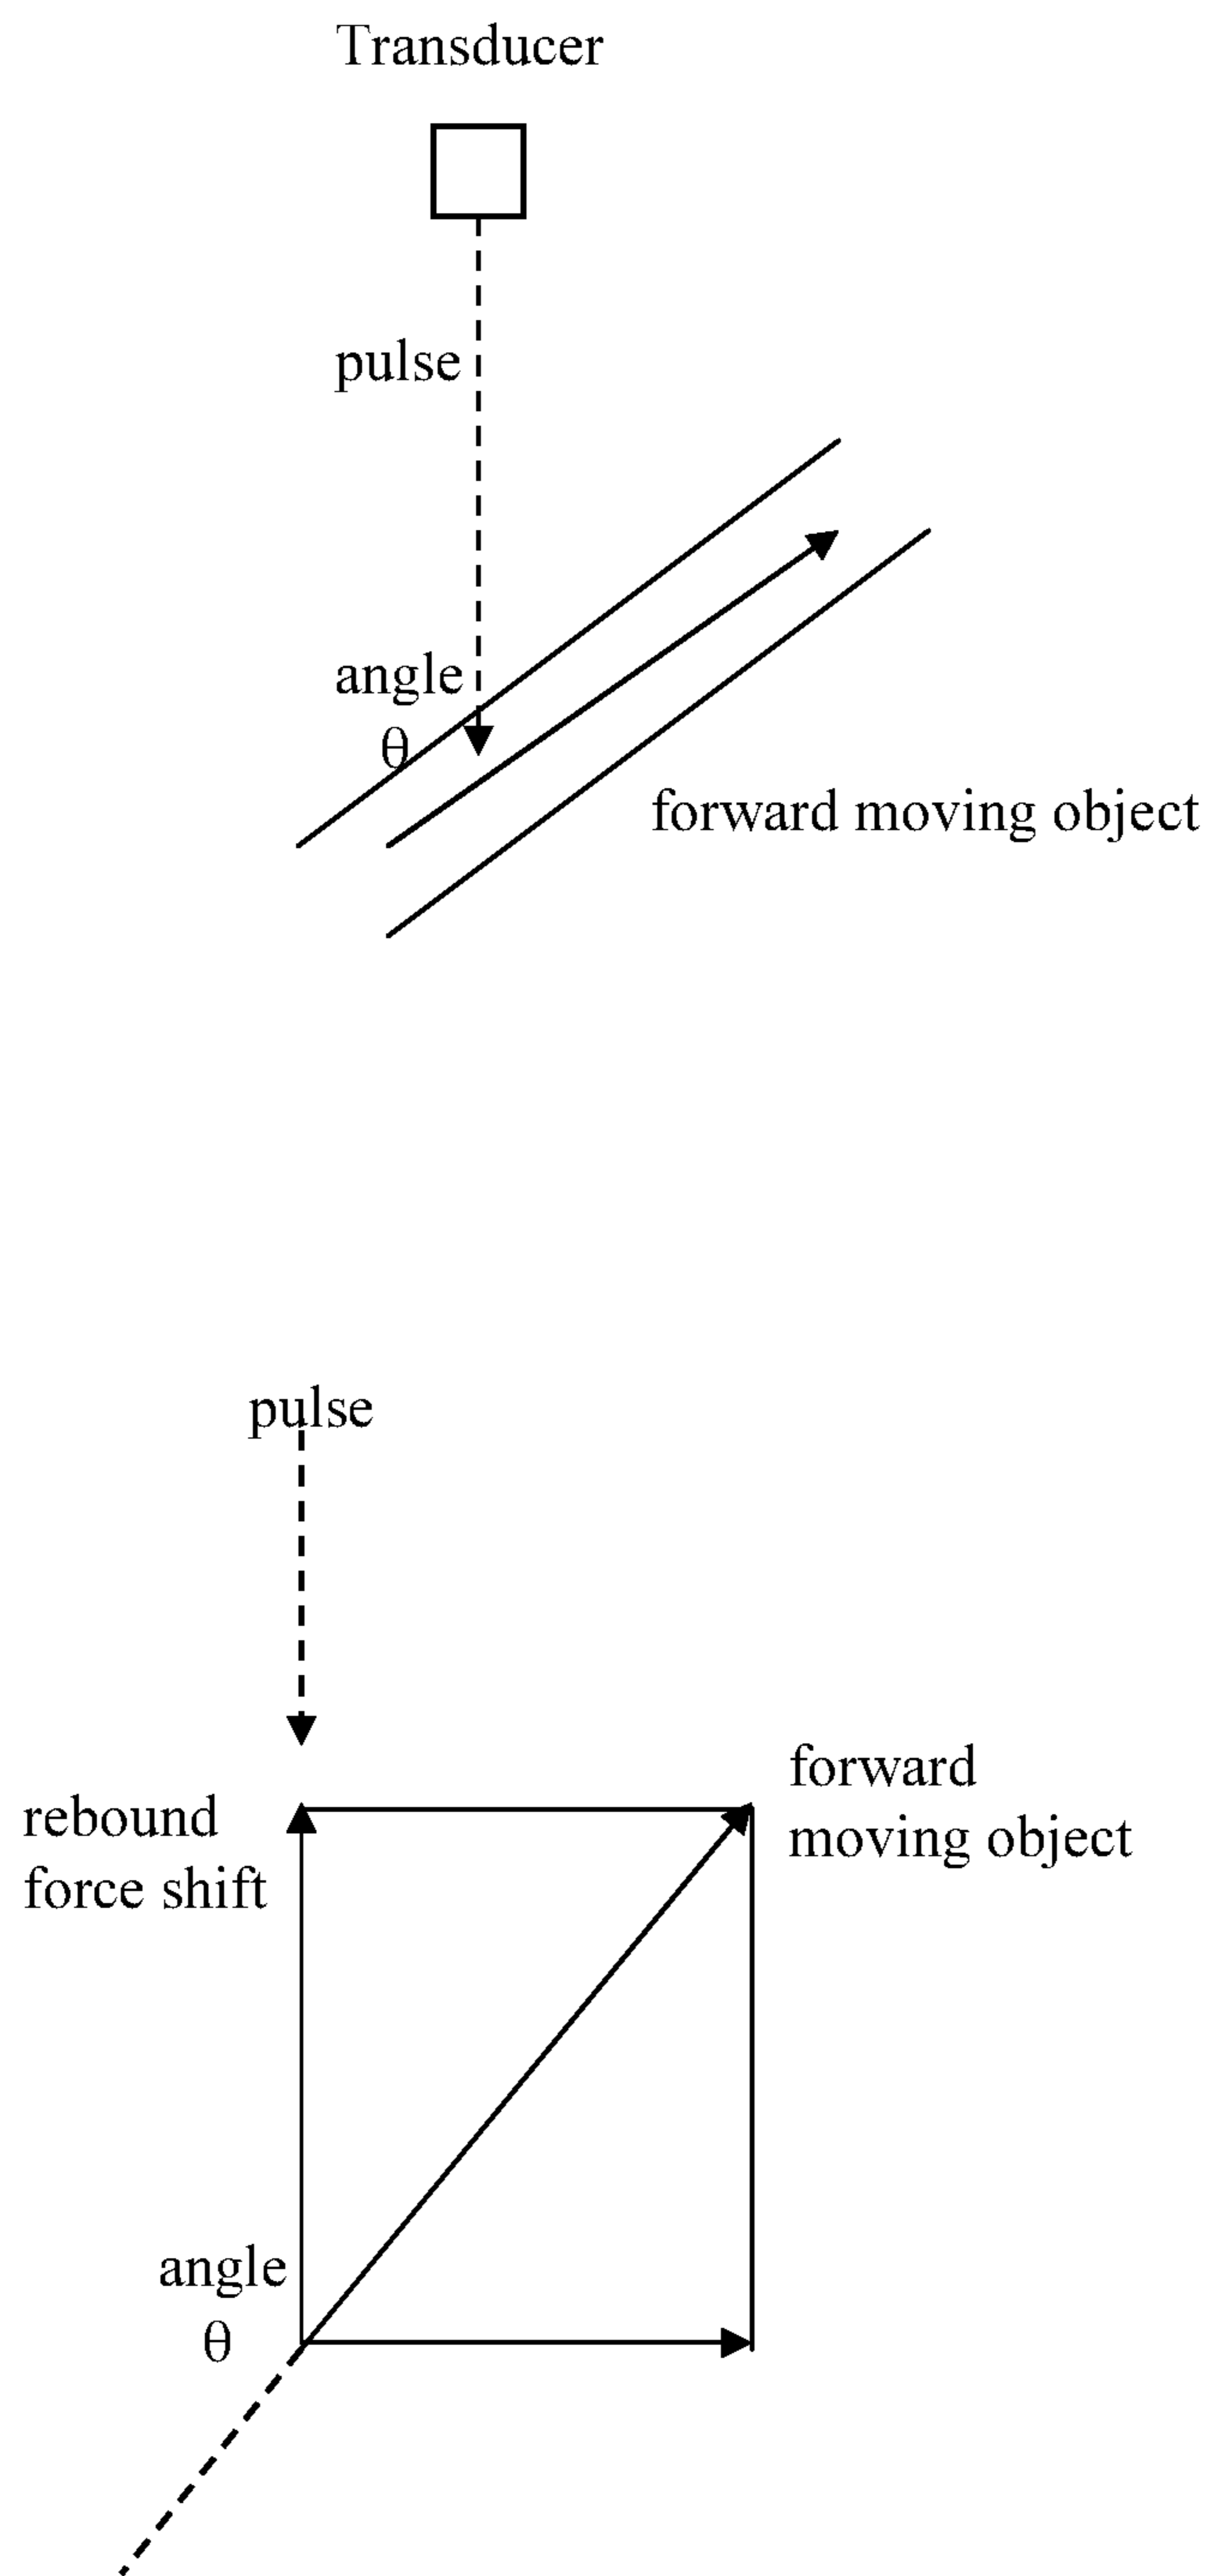 Transducer
pulse
angle
θ
forward moving object
pulse
forward
moving object
rebound
force shift
angle
θ